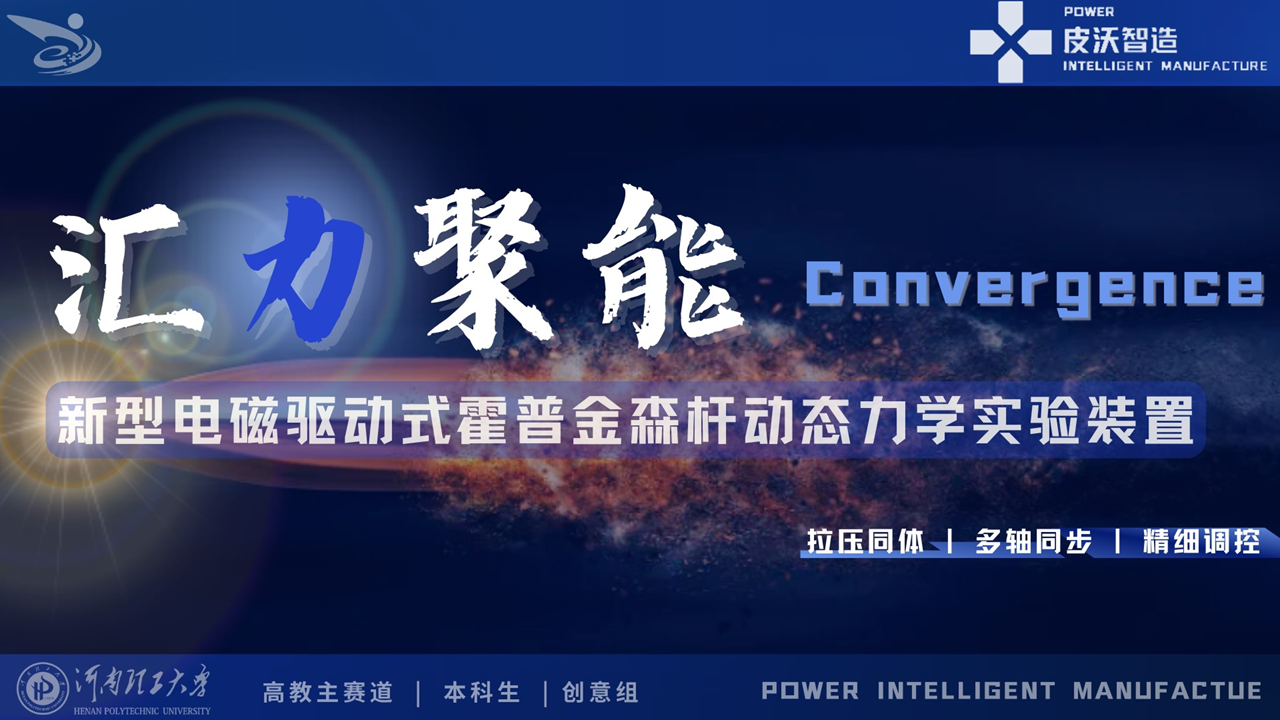 POWER
皮沃智造
INTELLIGENT MANUFACTURE
汇力聚能
Convergence
新型电磁驱动式霍普金森杆动态力学实验装置
拉压同体 | 多轴同步 | 精细调控
河南理工大学
HENAN POLYTECHNIC UNIVERSITY
高教主赛道 | 本科生 | 创意组
POWER INTELLIGENT MANUFACTUE